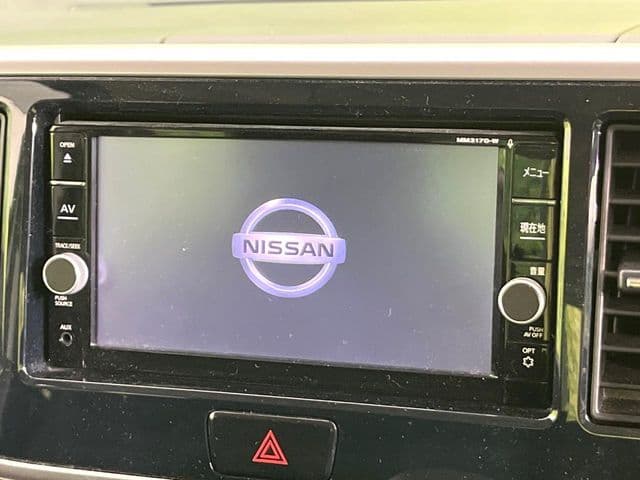 OPEN
MM317D-W
メニュー
AV
現在地
NISSAN
TRACK/SEEK
音量
PUSH
SOURCE
PUSH
AV OFF
AUX
OPT